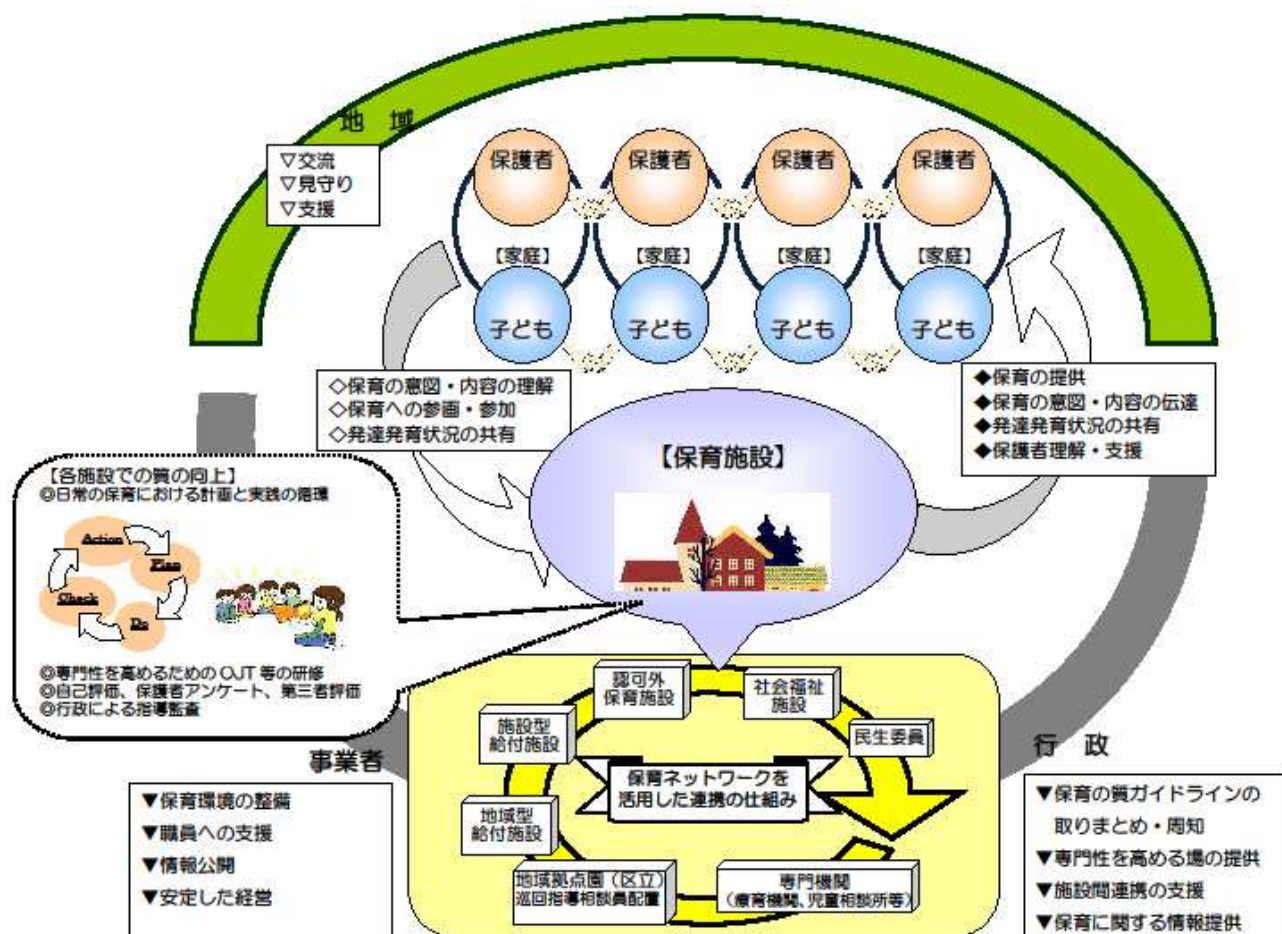 地　域
▽交流
▽見守り
▽支援
保護者
保護者
保護者
保護者
【家庭】
【家庭】
【家庭】
【家庭】
子ども
子ども
子ども
子ども
◇保育の意図・内容の理解
◇保育への参画・参加
◇発達発育状況の共有
◆保育の提供
◆保育の意図・内容の伝達
◆発達発育状況の共有
◆保護者理解・支援
【保育施設】
【各施設での質の向上】
◎日常の保育における計画と実践の循環
Action
Plan
Check
Do
◎専門性を高めるためのOJT等の研修
◎自己評価、保護者アンケート、第三者評価
◎行政による指導監査
事業者
▼保育環境の整備
▼職員への支援
▼情報公開
▼安定した経営
認可外
保育施設
社会福祉
施設
施設型
給付施設
民生委員
保育ネットワークを
活用した連携の仕組み
地域型
給付施設
地域拠点園（区立）
巡回指導相談員配置
専門機関
（療育機関、児童相談所等）
行　政
▼保育の質ガイドラインの
取りまとめ・周知
▼専門性を高める場の提供
▼施設間連携の支援
▼保育に関する情報提供